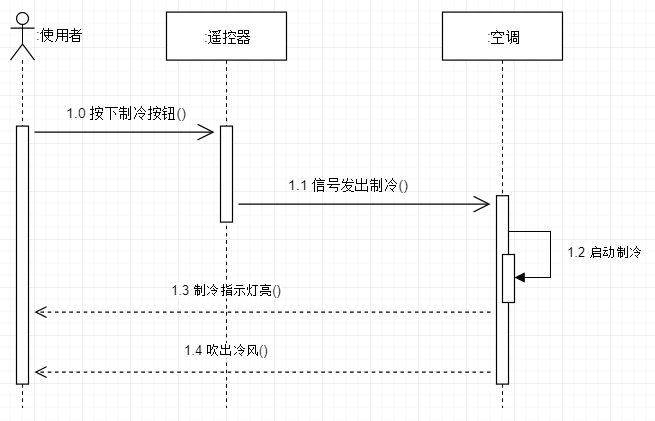 :使用者
:遥控器
:空调
1.0 按下制冷按钮()
1.1 信号发出制冷()
1.2 启动制冷
1.3 制冷指示灯亮()
1.4 吹出冷风()